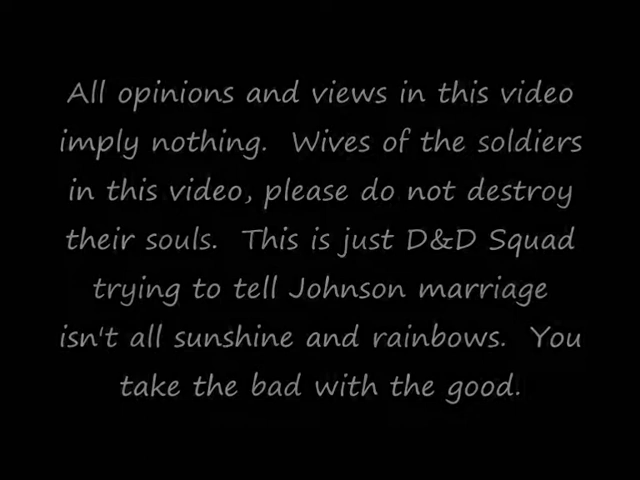 All opinions and views in this video
imply nothing.  Wives of the soldiers
in this video, please do not destroy
their souls.  This is just D&D Squad
trying to tell Johnson marriage
isn't all sunshine and rainbows.  You
take the bad with the good.